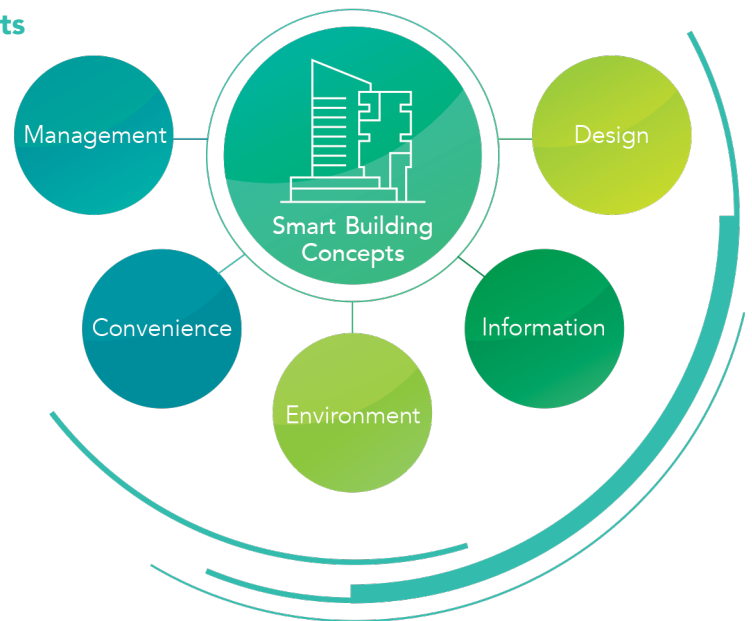 ts
Management
Design
Smart Building
Concepts
Convenience
Information
Environment